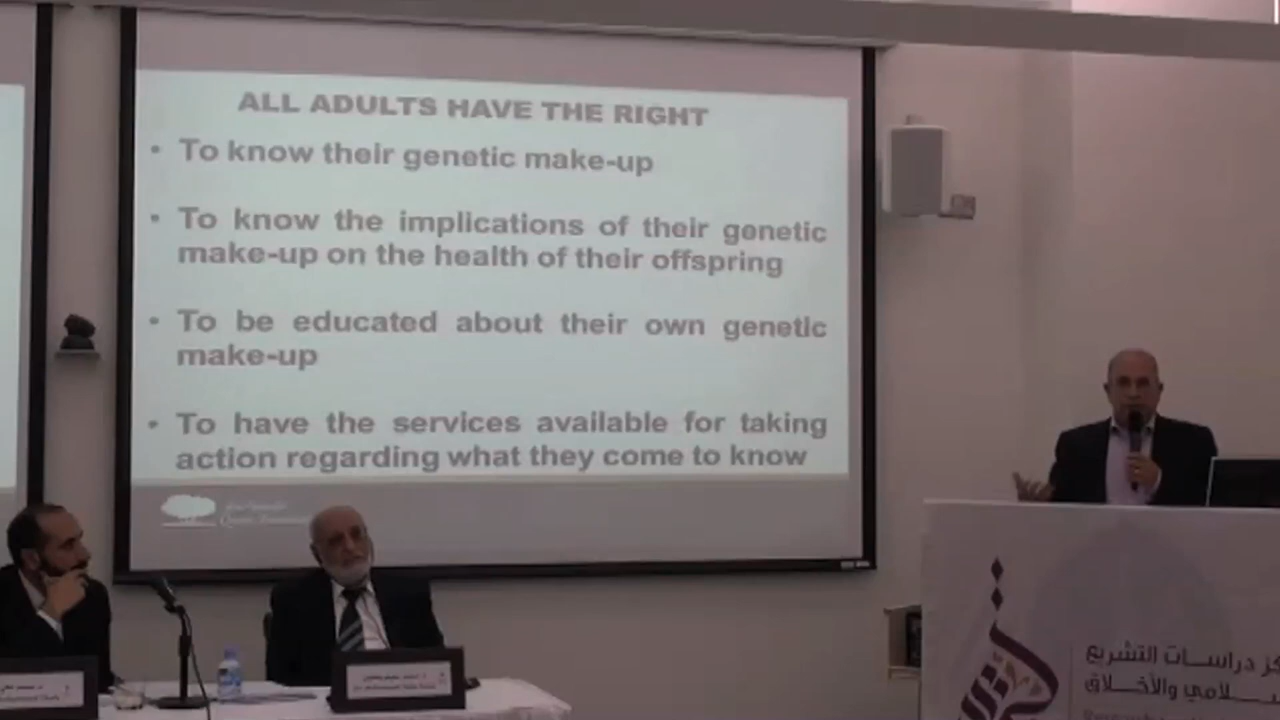 ALL ADULTS HAVE THE RIGHT
• To know their genetic make-up
• To know the implications of their genetic
make-up on the health of their offspring
• To be educated about their own genetic
make-up
• To have the services available for taking
action regarding what they come to know
دراسات التشريع
والأخلاق